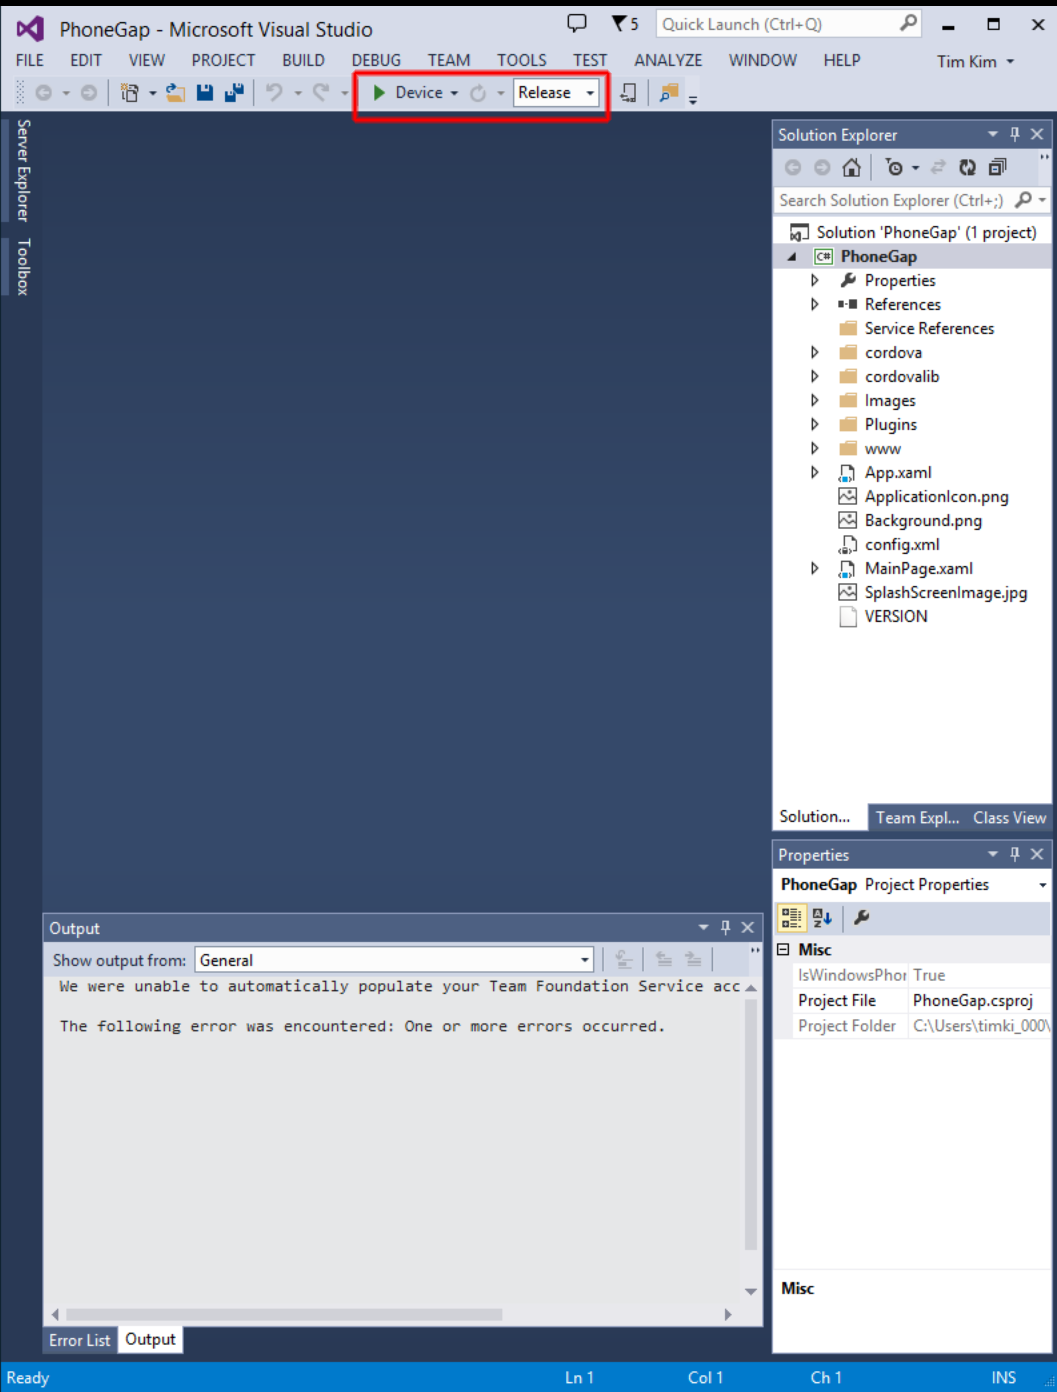 PhoneGap - Microsoft Visual Studio
5
Quick Launch (Ctrl+Q)
FILE EDIT VIEW PROJECT BUILD DEBUG TEAM TOOLS TEST ANALYZE WINDOW HELP Tim Kim
Device Release
Server Explorer
Toolbox
Solution Explorer
Search Solution Explorer (Ctrl+;)
Solution 'PhoneGap' (1 project)
C# PhoneGap
Properties
References
Service References
cordova
cordovalib
Images
Plugins
www
App.xaml
ApplicationIcon.png
Background.png
config.xml
MainPage.xaml
SplashScreenImage.jpg
VERSION
Solution... Team Expl... Class View
Properties
PhoneGap Project Properties
Misc
IsWindowsPhor True
Project File PhoneGap.csproj
Project Folder C:\Users\timki_000\
Misc
Output
Show output from: General
We were unable to automatically populate your Team Foundation Service acc
The following error was encountered: One or more errors occurred.
Error List Output
Ready Ln 1 Col 1 Ch 1 INS